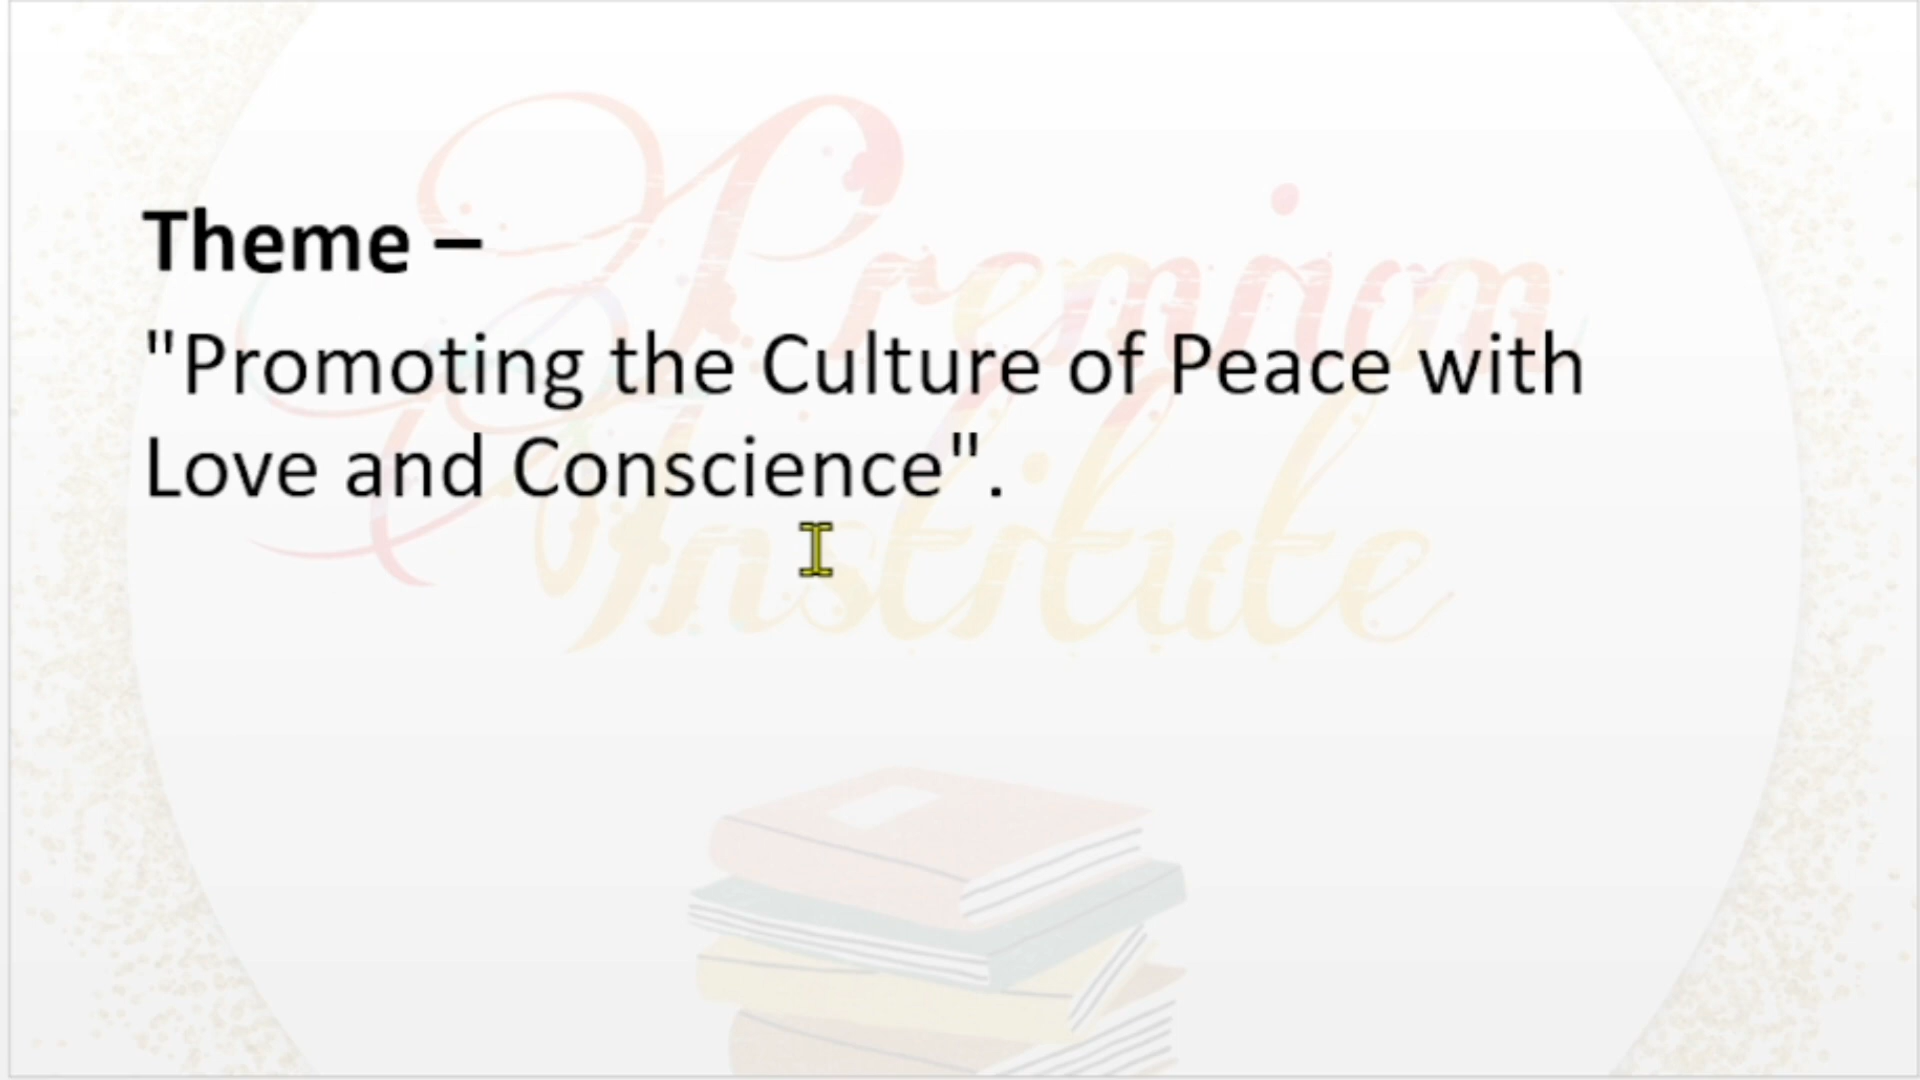 Theme –
"Promoting the Culture of Peace with
Love and Conscience".
Premium
Institute